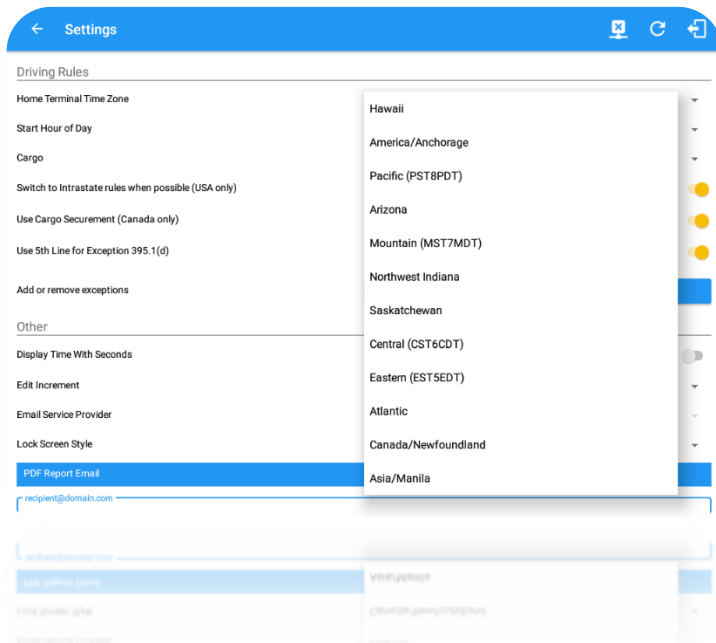 Settings
Driving Rules
Home Terminal Time Zone
Start Hour of Day
Cargo
Switch to Intrastate rules when possible (USA only)
Use Cargo Securement (Canada only)
Use 5th Line for Exception 395.1(d)
Add or remove exceptions
Other
Display Time With Seconds
Edit Increment
Email Service Provider
Lock Screen Style
PDF Report Email
recipient@domain.com
Hawaii
America/Anchorage
Pacific (PST8PDT)
Arizona
Mountain (MST7MDT)
Northwest Indiana
Saskatchewan
Central (CST6CDT)
Eastern (EST5EDT)
Atlantic
Canada/Newfoundland
Asia/Manila